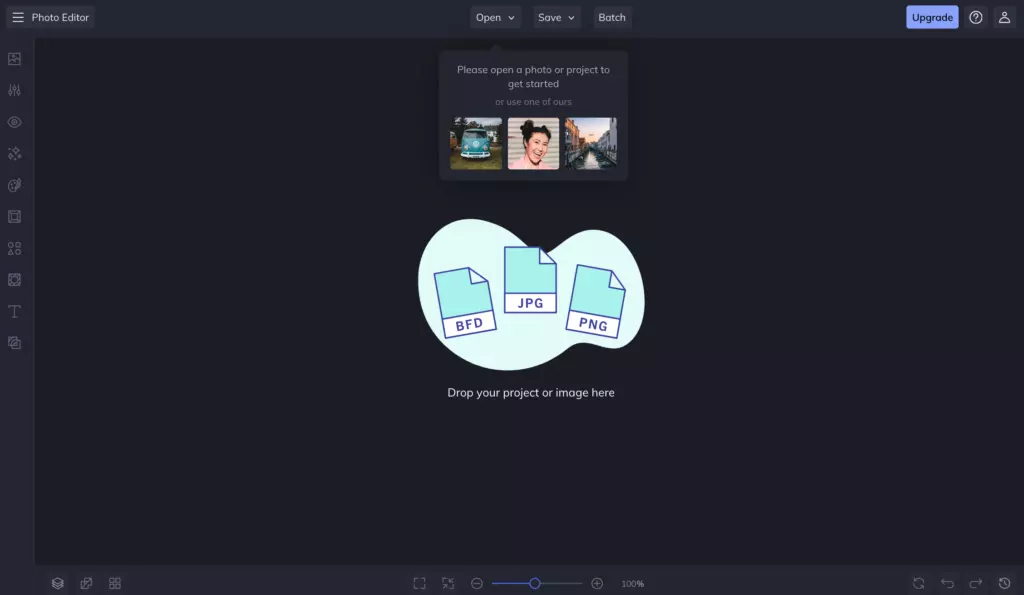 Photo Editor
Open
Save
Batch
Upgrade
Please open a photo or project to
get started
or use one of ours
BFD
JPG
PNG
Drop your project or image here
100%